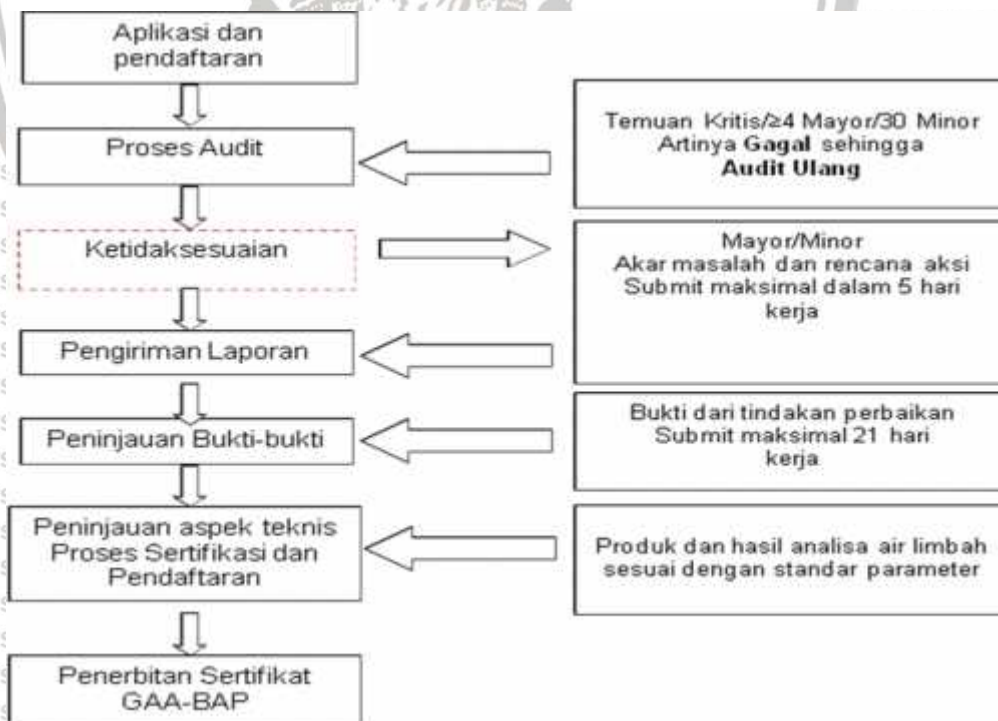 Aplikasi dan
pendaftaran
Proses Audit
Temuan Kritis/≥4 Mayor/30 Minor
Artinya Gagal sehingga
Audit Ulang
Ketidaksesuaian
Mayor/Minor
Akar masalah dan rencana aksi
Submit maksimal dalam 5 hari
kerja
Pengiriman Laporan
Peninjauan Bukti-bukti
Bukti dari tindakan perbaikan
Submit maksimal 21 hari
kerja
Peninjauan aspek teknis
Proses Sertifikasi dan
Pendaftaran
Produk dan hasil analisa air limbah
sesuai dengan standar parameter
Penerbitan Sertifikat
GAA-BAP